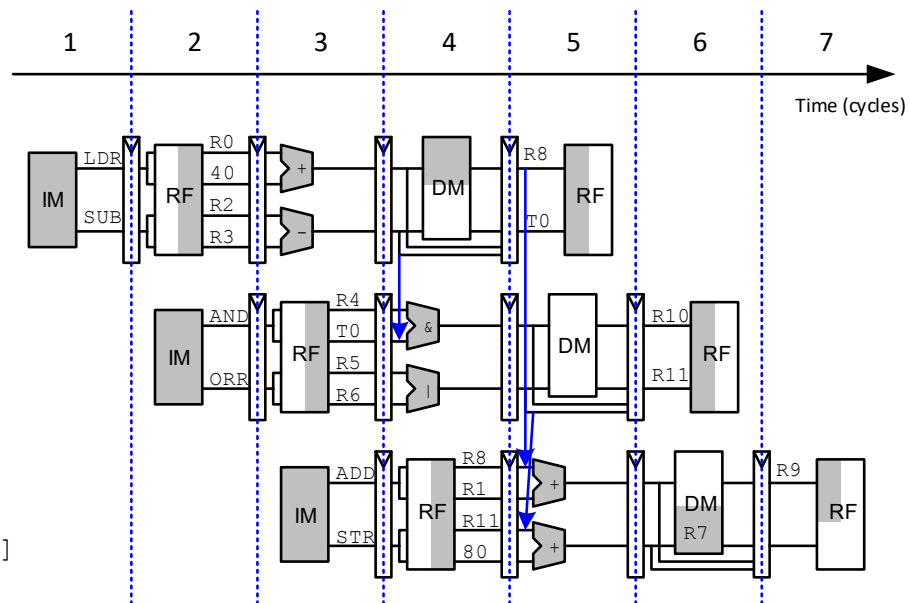 1 2 3 4 5 6 7
Time (cycles)
LDR R0 + R8
40
IM RF DM RF
SUB R2 - T0
R3
AND R4 & R10
T0
IM RF DM RF
ORR R5 | R11
R6
ADD R8 + R9
R1
IM RF DM RF
STR R11 + R7
80
]